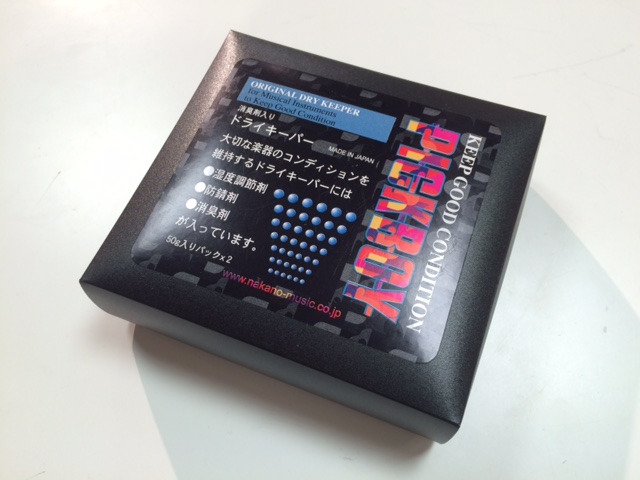 ORIGINAL DRY KEEPER
for Musical Instruments
to Keep Good Condition
消臭剤入り
ドライキーパー
MADE IN JAPAN
大切な楽器のコンディションを
維持するドライキーパーには
●湿度調節剤
●防錆剤
●消臭剤
が入っています。
50g入りパック×2
www.nakano-music.co.jp
KEEP GOOD CONDITION
PICKBOY